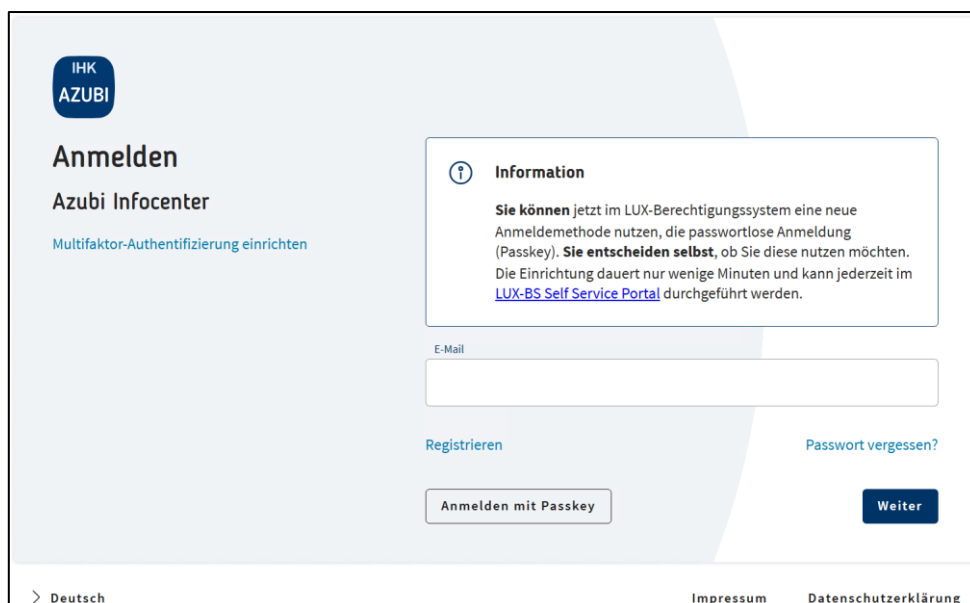 IHK
AZUBI
Anmelden
Azubi Infocenter
Multifaktor-Authentifizierung einrichten
Information
Sie können jetzt im LUX-Berechtigungssystem eine neue
Anmeldemethode nutzen, die passwortlose Anmeldung
(Passkey). Sie entscheiden selbst, ob Sie diese nutzen möchten.
Die Einrichtung dauert nur wenige Minuten und kann jederzeit im
LUX-BS Self Service Portal durchgeführt werden.
E-Mail
Registrieren
Passwort vergessen?
Anmelden mit Passkey
Weiter
Deutsch
Impressum
Datenschutzerklärung